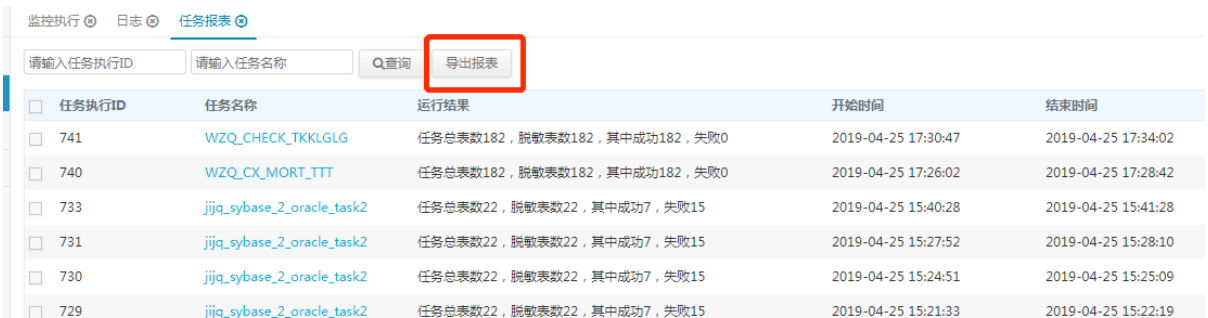 监控执行 日志 任务报表
请输入任务执行ID 请输入任务名称 查询 导出报表
任务执行ID 任务名称 运行结果 开始时间 结束时间
741 WZQ_CHECK_TKKLGLG 任务总表数182，脱敏表数182，其中成功182，失败0 2019-04-25 17:30:47 2019-04-25 17:34:02
740 WZQ_CX_MORT_TTT 任务总表数182，脱敏表数182，其中成功182，失败0 2019-04-25 17:26:02 2019-04-25 17:28:42
733 jijq_sybase_2_oracle_task2 任务总表数22，脱敏表数22，其中成功7，失败15 2019-04-25 15:40:28 2019-04-25 15:41:28
731 jijq_sybase_2_oracle_task2 任务总表数22，脱敏表数22，其中成功7，失败15 2019-04-25 15:27:52 2019-04-25 15:28:10
730 jijq_sybase_2_oracle_task2 任务总表数22，脱敏表数22，其中成功7，失败15 2019-04-25 15:24:51 2019-04-25 15:25:09
729 jijq_sybase_2_oracle_task2 任务总表数22，脱敏表数22，其中成功7，失败15 2019-04-25 15:21:33 2019-04-25 15:22:19